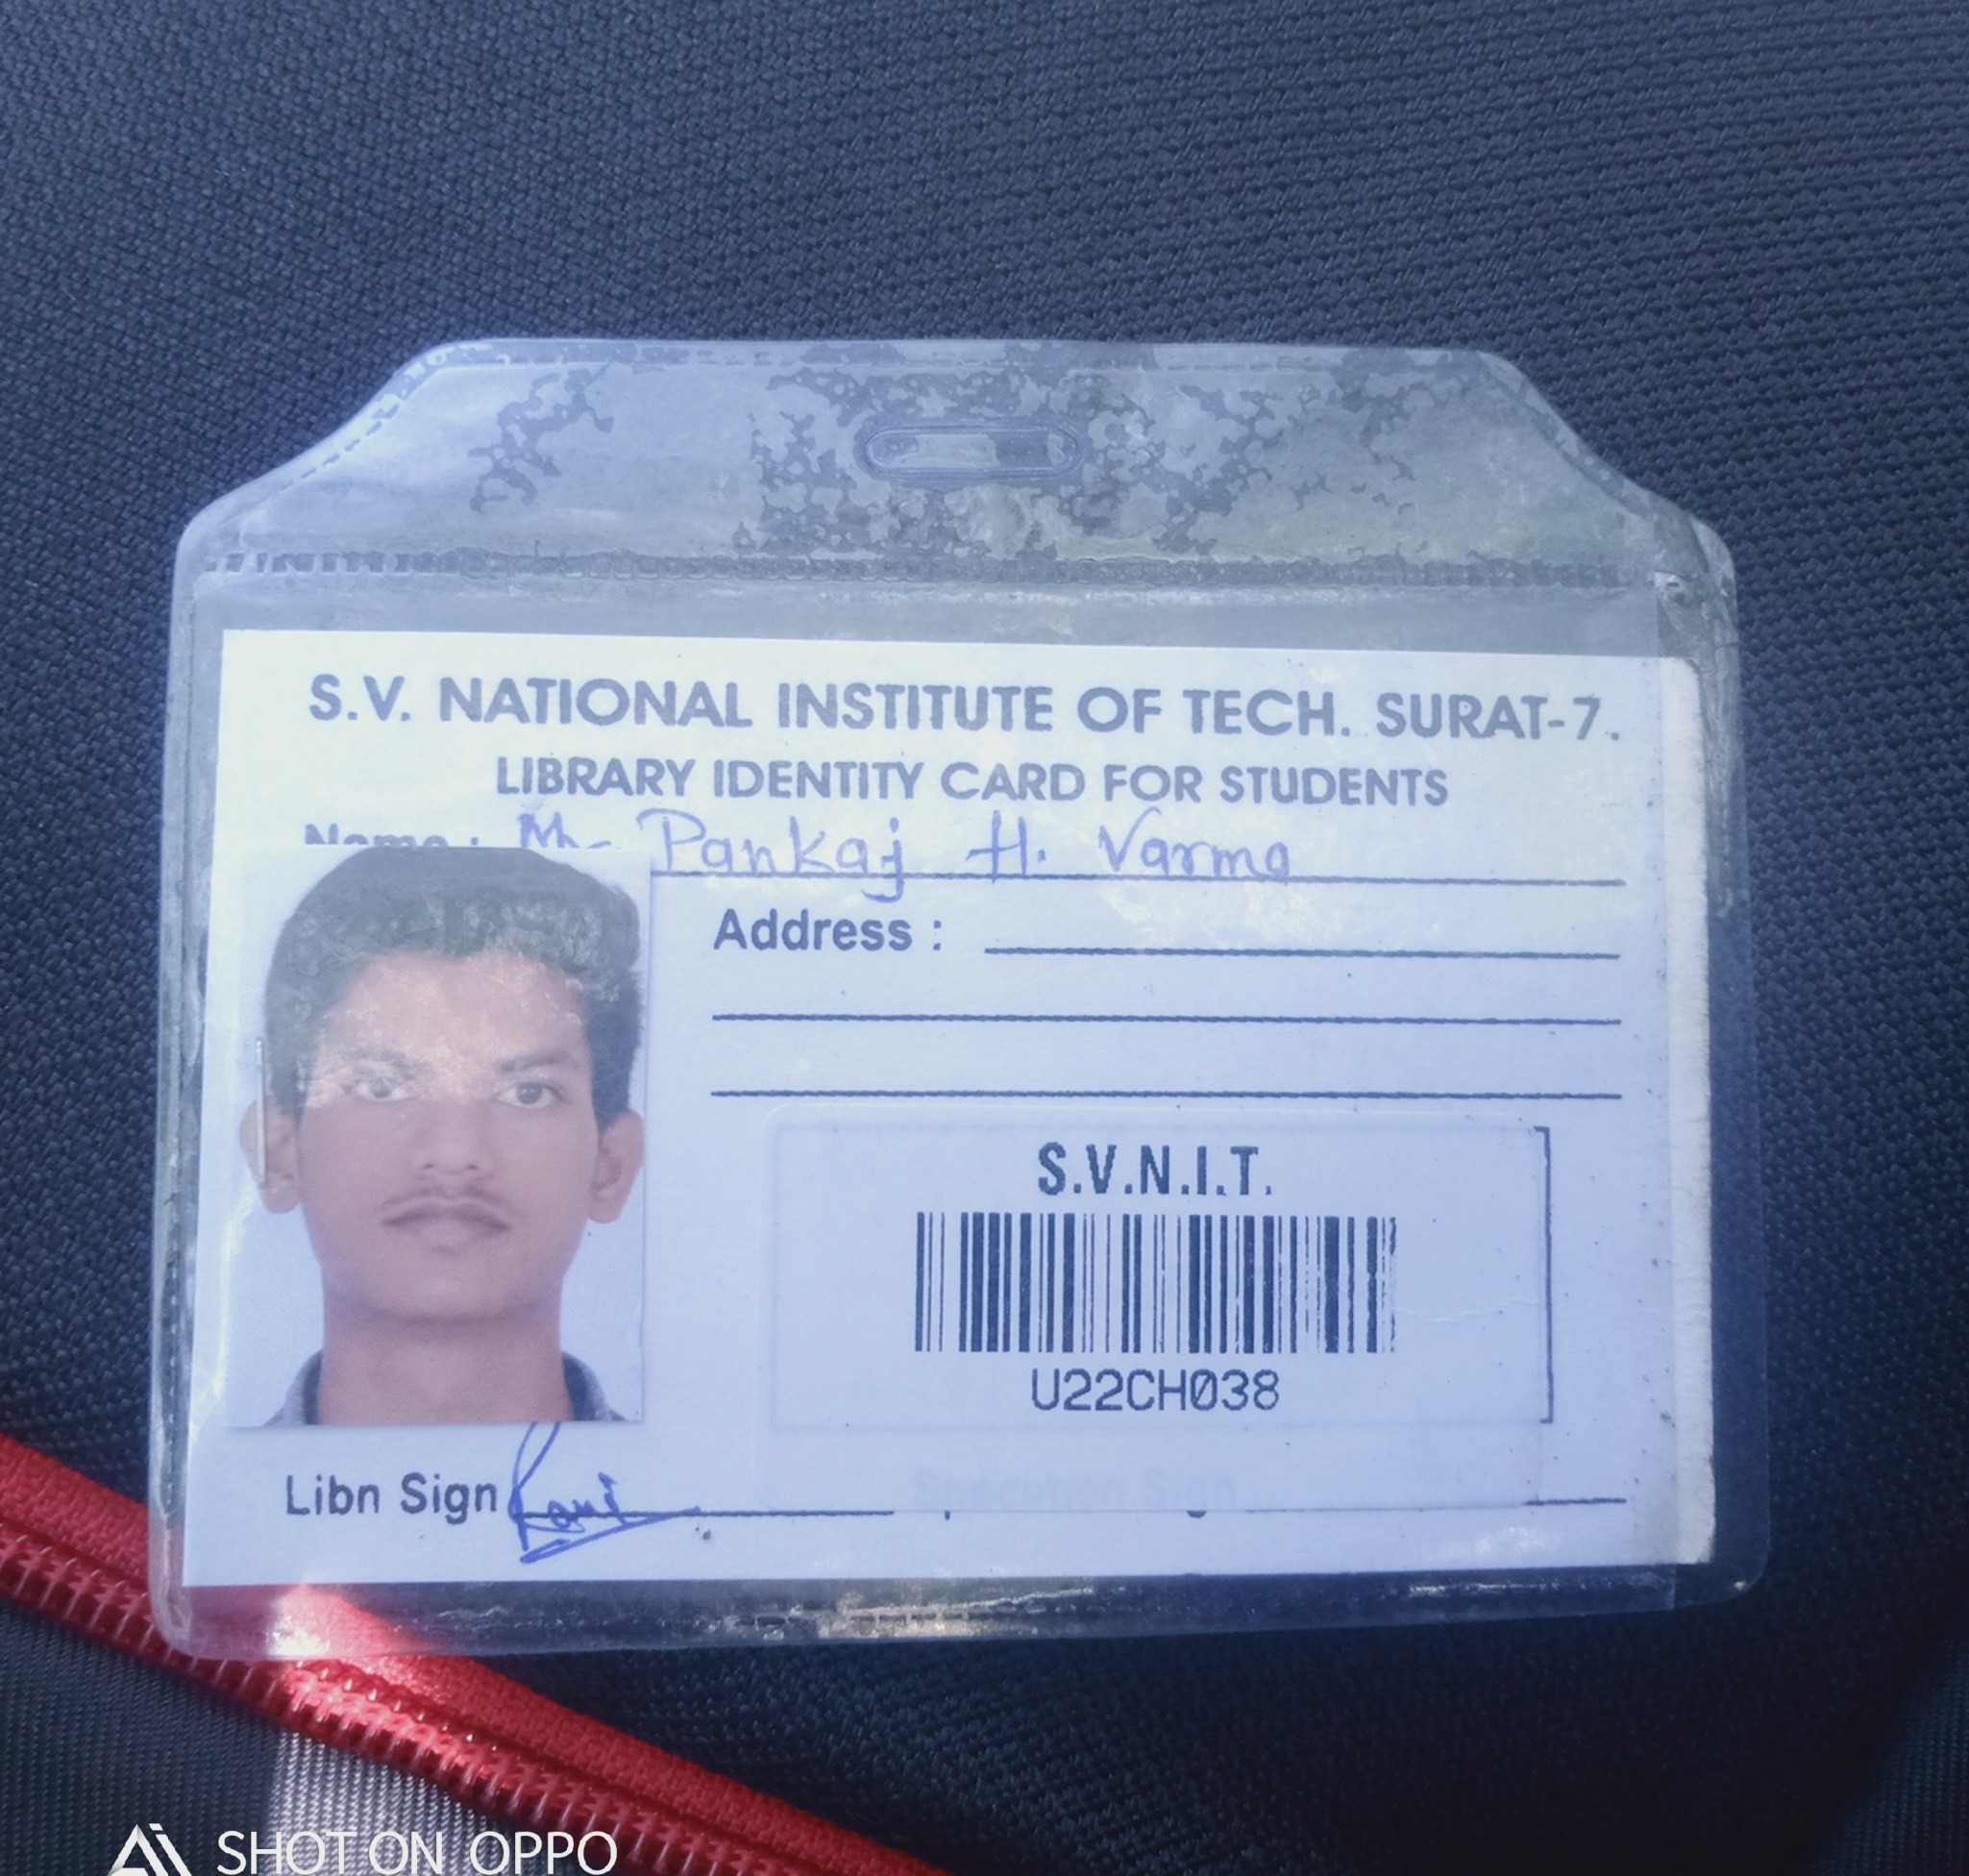 S.V. NATIONAL INSTITUTE OF TECH. SURAT-7.
LIBRARY IDENTITY CARD FOR STUDENTS
Name : Mr. Pankaj H. Varma
Address :
S.V.N.I.T.
U22CH038
Libn Sign
Specimen Sign
SHOT ON OPPO